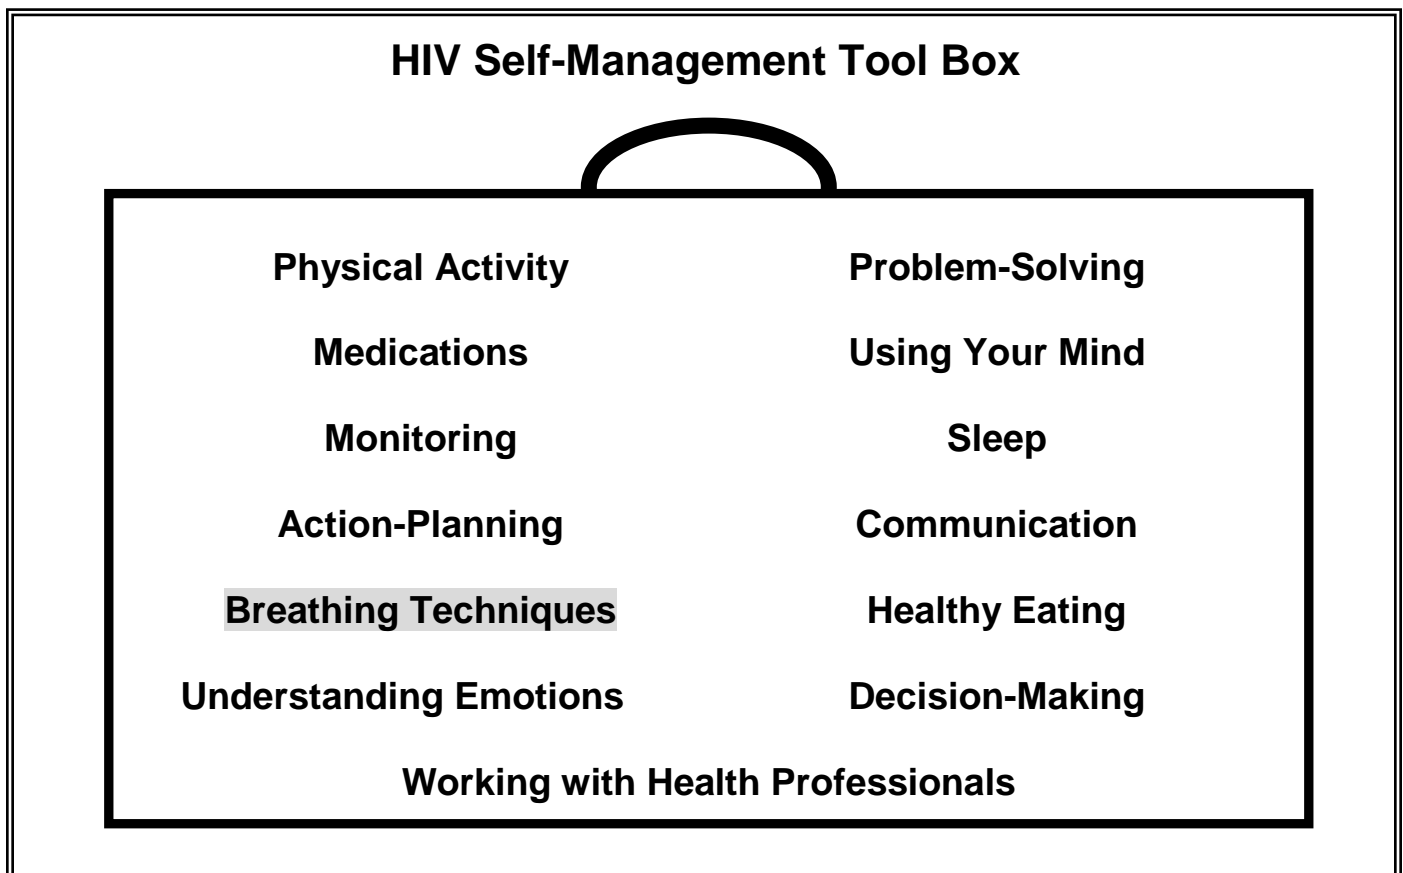 HIV Self-Management Tool Box
Physical Activity Problem-Solving
Medications Using Your Mind
Monitoring Sleep
Action-Planning Communication
Breathing Techniques Healthy Eating
Understanding Emotions Decision-Making
Working with Health Professionals